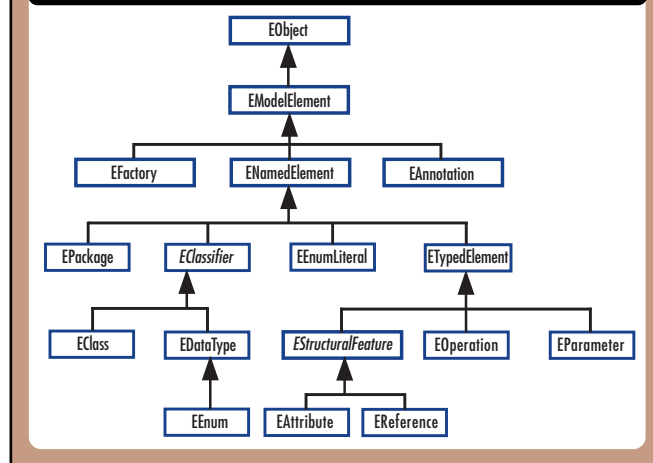 EObject
EModelElement
EFactory ENamedElement EAnnotation
EPackage EClassifier EEnumLiteral ETypedElement
EClass EDataType EStructuralFeature EOperation EParameter
EEnum EAttribute EReference